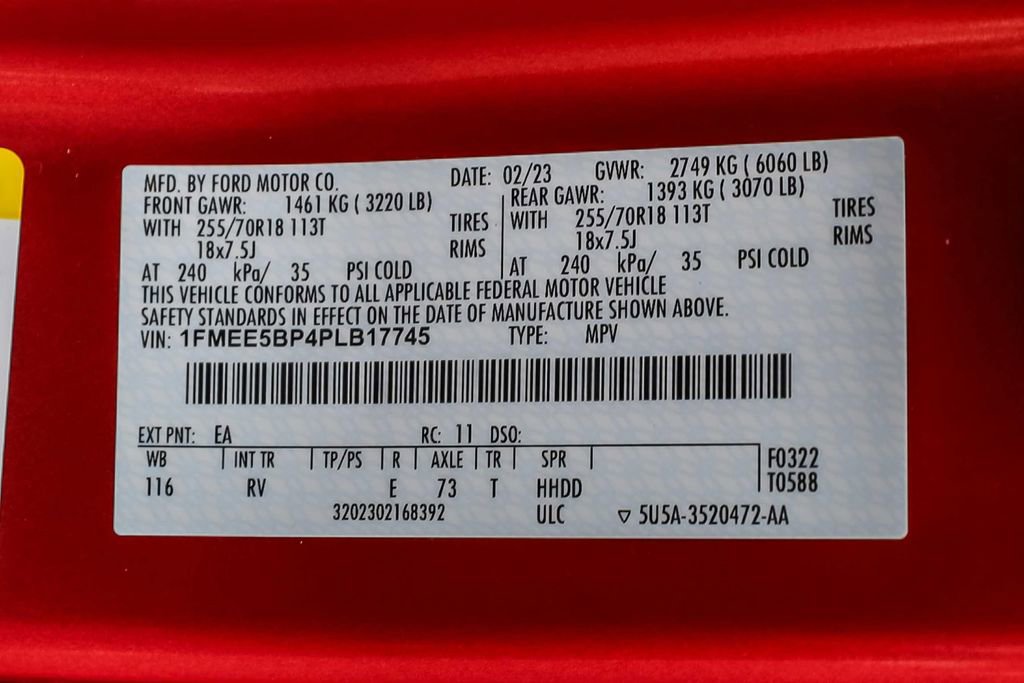 MFD. BY FORD MOTOR CO. DATE: 02/23 GVWR: 2749 KG ( 6060 LB)
FRONT GAWR: 1461 KG ( 3220 LB) REAR GAWR: 1393 KG ( 3070 LB)
WITH 255/70R18 113T TIRES WITH 255/70R18 113T TIRES
18x7.5J RIMS 18x7.5J RIMS
AT 240 kPa/ 35 PSI COLD AT 240 kPa/ 35 PSI COLD
THIS VEHICLE CONFORMS TO ALL APPLICABLE FEDERAL MOTOR VEHICLE
SAFETY STANDARDS IN EFFECT ON THE DATE OF MANUFACTURE SHOWN ABOVE.
VIN: 1FMEE5BP4PLB17745 TYPE: MPV
EXT PNT: EA RC: 11 DSO:
WB INT TR TP/PS R AXLE TR SPR F0322
116 RV E 73 T HHDD T0588
3202302168392 ULC ▽ 5U5A-3520472-AA